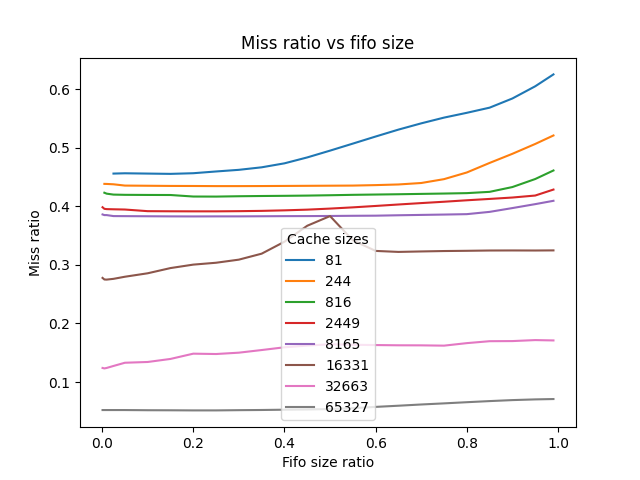 Miss ratio vs fifo size
Miss ratio
0.6
0.5
0.4
0.3
0.2
0.1
Cache sizes
81
244
816
2449
8165
16331
32663
65327
0.0 0.2 0.4 0.6 0.8 1.0
Fifo size ratio